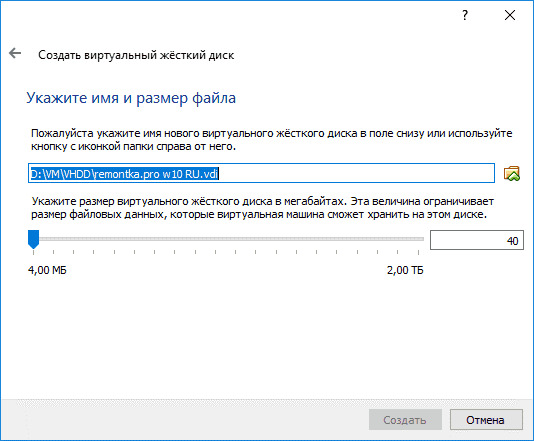 ?
Создать виртуальный жёсткий диск
Укажите имя и размер файла
Пожалуйста укажите имя нового виртуального жёсткого диска в поле снизу или используйте
кнопку с иконкой папки справа от него.
D:\VM\VHDD\remontka.pro w10 RU.vdi
Укажите размер виртуального жёсткого диска в мегабайтах. Эта величина ограничивает
размер файловых данных, которые виртуальная машина сможет хранить на этом диске.
40
4,00 МБ 2,00 ТБ
Создать Отмена